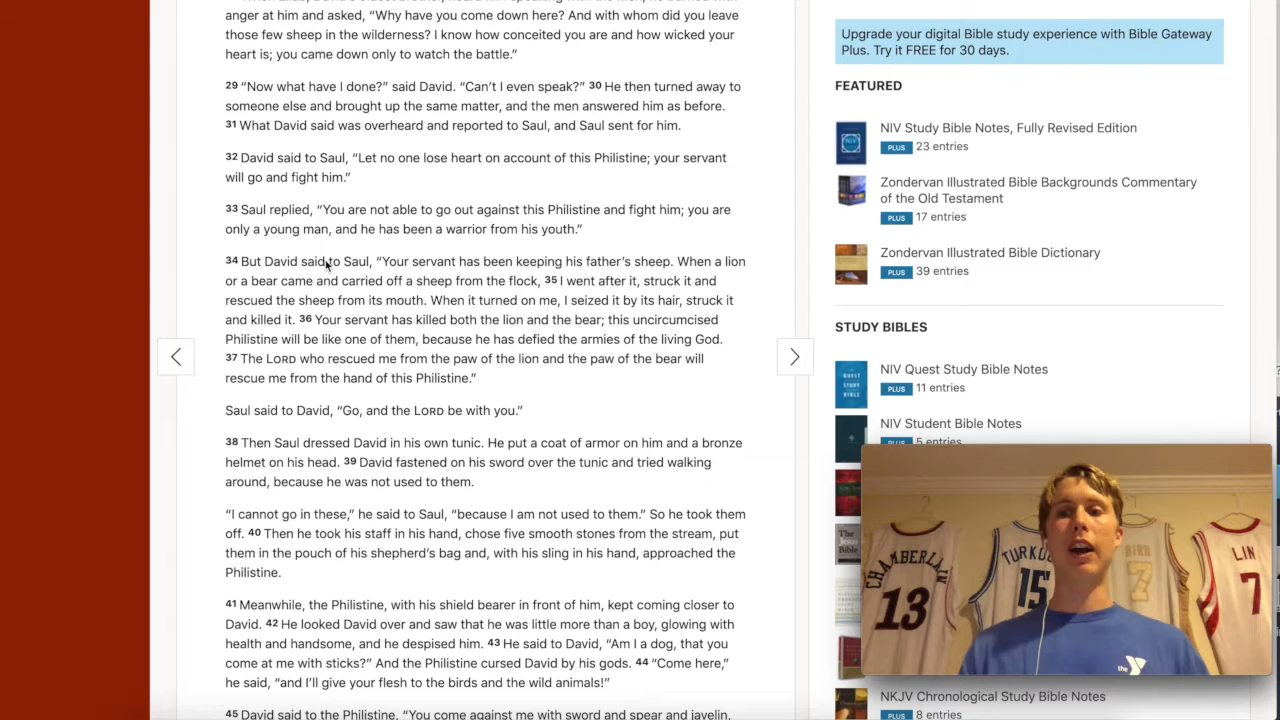 anger at him and asked, “Why have you come down here? And with whom did you leave
those few sheep in the wilderness? I know how conceited you are and how wicked your
heart is; you came down only to watch the battle.”
29 “Now what have I done?” said David. “Can’t I even speak?” 30 He then turned away to
someone else and brought up the same matter, and the men answered him as before.
31 What David said was overheard and reported to Saul, and Saul sent for him.
32 David said to Saul, “Let no one lose heart on account of this Philistine; your servant
will go and fight him.”
33 Saul replied, “You are not able to go out against this Philistine and fight him; you are
only a young man, and he has been a warrior from his youth.”
34 But David said to Saul, “Your servant has been keeping his father’s sheep. When a lion
or a bear came and carried off a sheep from the flock, 35 I went after it, struck it and
rescued the sheep from its mouth. When it turned on me, I seized it by its hair, struck it
and killed it. 36 Your servant has killed both the lion and the bear; this uncircumcised
Philistine will be like one of them, because he has defied the armies of the living God.
37 The LORD who rescued me from the paw of the lion and the paw of the bear will
rescue me from the hand of this Philistine.”
Saul said to David, “Go, and the LORD be with you.”
38 Then Saul dressed David in his own tunic. He put a coat of armor on him and a bronze
helmet on his head. 39 David fastened on his sword over the tunic and tried walking
around, because he was not used to them.
“I cannot go in these,” he said to Saul, “because I am not used to them.” So he took them
off. 40 Then he took his staff in his hand, chose five smooth stones from the stream, put
them in the pouch of his shepherd’s bag and, with his sling in his hand, approached the
Philistine.
41 Meanwhile, the Philistine, with his shield bearer in front of him, kept coming closer to
David. 42 He looked David over and saw that he was little more than a boy, glowing with
health and handsome, and he despised him. 43 He said to David, “Am I a dog, that you
come at me with sticks?” And the Philistine cursed David by his gods. 44 “Come here,”
he said, “and I’ll give your flesh to the birds and the wild animals!”
45 David said to the Philistine, “You come against me with sword and spear and javelin,
Upgrade your digital Bible study experience with Bible Gateway
Plus. Try it FREE for 30 days.
FEATURED
NIV Study Bible Notes, Fully Revised Edition
PLUS 23 entries
Zondervan Illustrated Bible Backgrounds Commentary
of the Old Testament
PLUS 17 entries
Zondervan Illustrated Bible Dictionary
PLUS 39 entries
STUDY BIBLES
NIV Quest Study Bible Notes
PLUS 11 entries
NIV Student Bible Notes
PLUS 5 entries
CHAMBERLAIN
13
15
7
LIN
7
the Y
NKJV Chronological Study Bible Notes
PLUS 8 entries